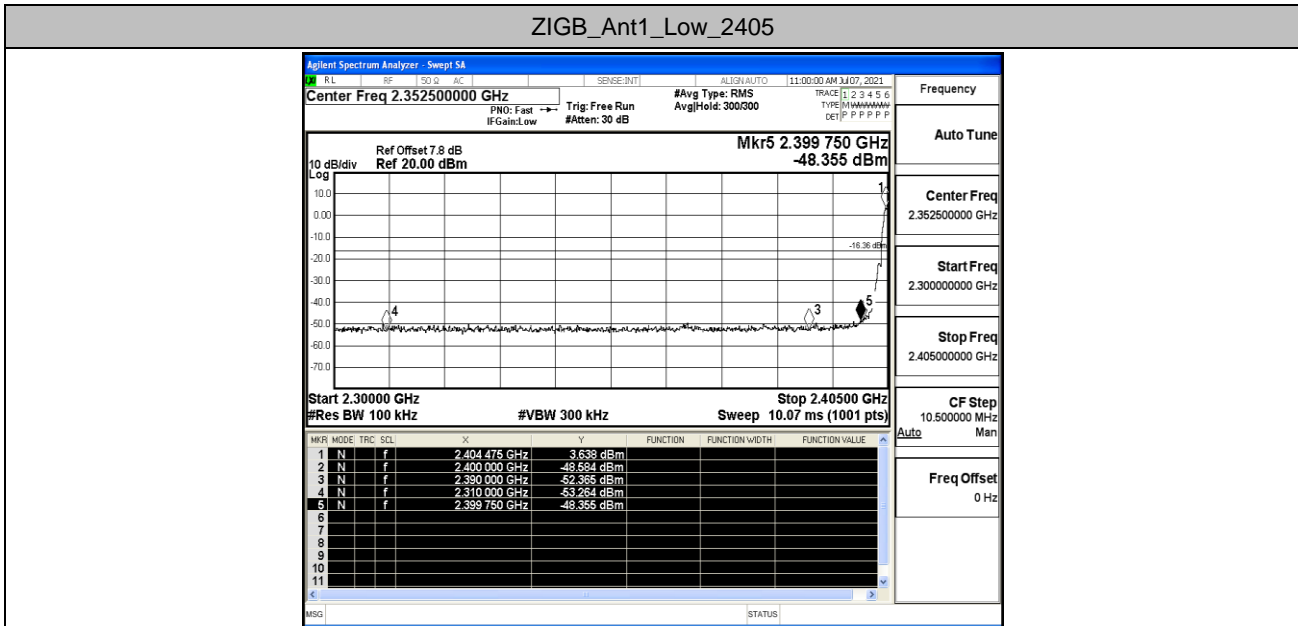 ZIGB_Ant1_Low_2405
Agilent Spectrum Analyzer - Swept SA
RL RF 50 Ω AC SENSE:INT ALIGN AUTO 11:00:00 AM Jul 07, 2021
Center Freq 2.352500000 GHz
PNO: Fast
IFGain:Low
Trig: Free Run
#Atten: 30 dB
#Avg Type: RMS
Avg|Hold: 300/300
TRACE 1 2 3 4 5 6
TYPE
DET P P P P P P
Frequency
Auto Tune
Center Freq
2.352500000 GHz
Start Freq
2.300000000 GHz
Stop Freq
2.405000000 GHz
CF Step
10.500000 MHz
Auto Man
Freq Offset
0 Hz
Ref Offset 7.8 dB
10 dB/div Ref 20.00 dBm
Log
Mkr5 2.399 750 GHz
-48.355 dBm
10.0
0.00
-10.0
-20.0
-30.0
-40.0
-50.0
-60.0
-70.0
1
-16.36 dBm
4
3
5
Start 2.30000 GHz Stop 2.40500 GHz
#Res BW 100 kHz #VBW 300 kHz Sweep 10.07 ms (1001 pts)
MKR MODE TRC SCL X Y FUNCTION FUNCTION WIDTH FUNCTION VALUE
1 N f 2.404 475 GHz 3.638 dBm
2 N f 2.400 000 GHz -48.584 dBm
3 N f 2.390 000 GHz -52.365 dBm
4 N f 2.310 000 GHz -53.264 dBm
5 N f 2.399 750 GHz -48.355 dBm
6
7
8
9
10
11
MSG STATUS